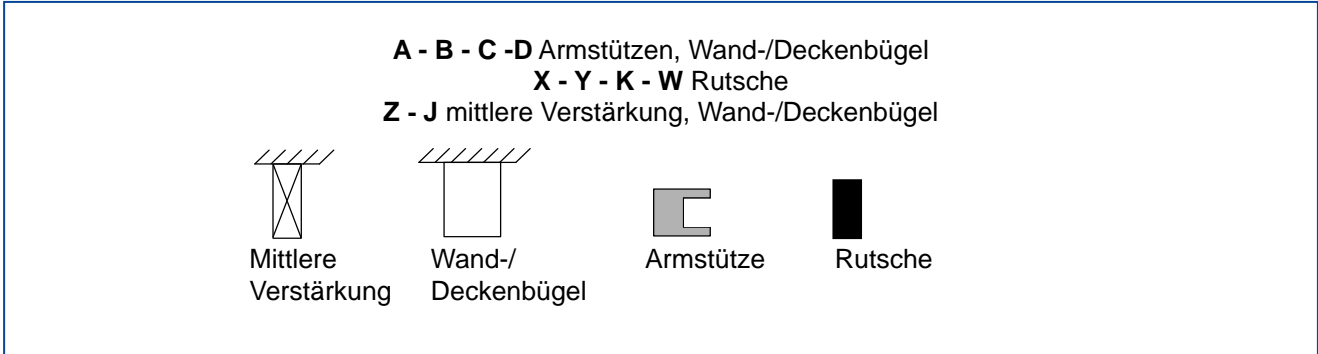 A - B - C -D Armstützen, Wand-/Deckenbügel
X - Y - K - W Rutsche
Z - J mittlere Verstärkung, Wand-/Deckenbügel
Mittlere
Verstärkung
Wand-/
Deckenbügel
Armstütze
Rutsche